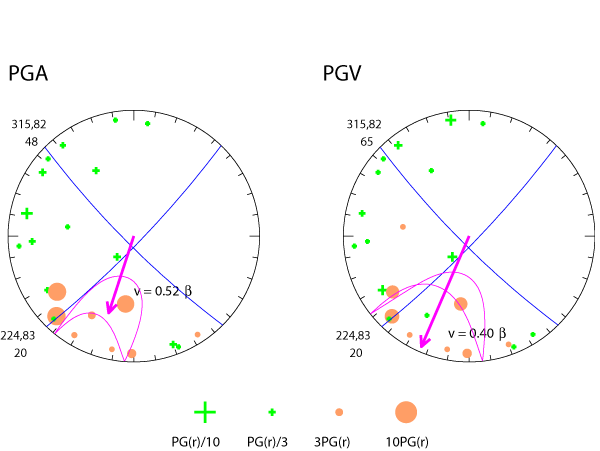 PGA
PGV
315,82
48
315,82
65
v = 0.52 β
v = 0.40 β
224,83
20
224,83
20
PG(r)/10
PG(r)/3
3PG(r)
10PG(r)